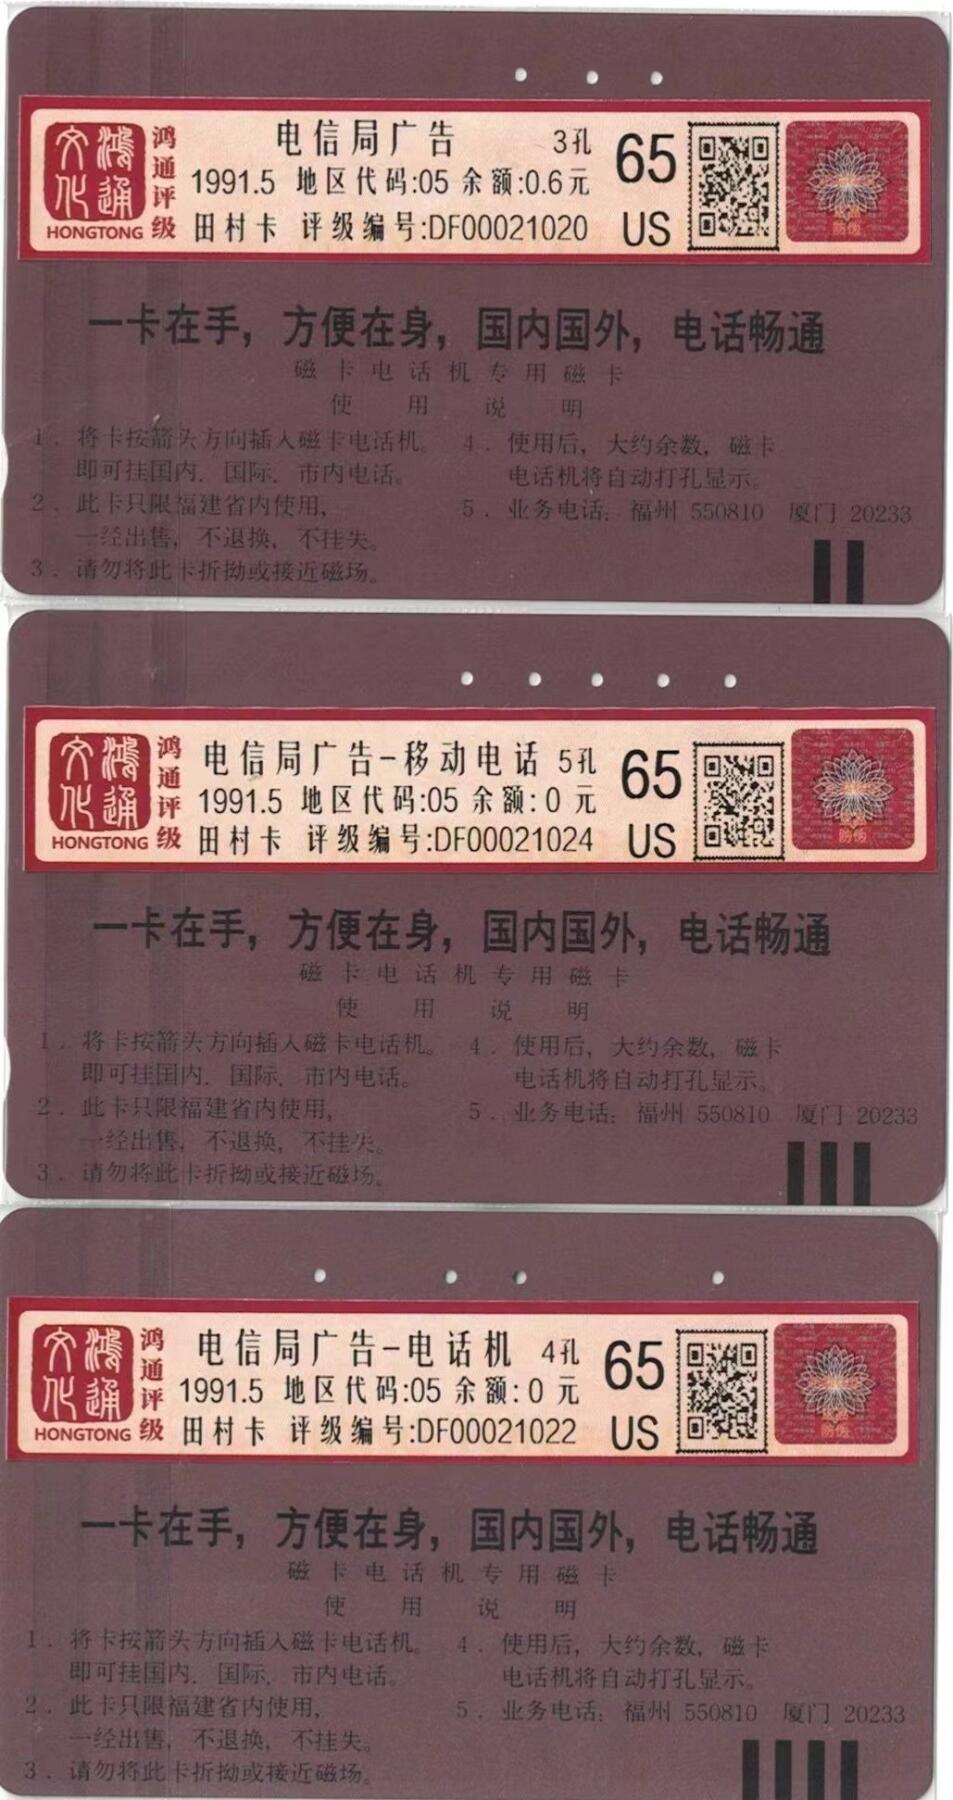 鸿通文化
HONGTONG
鸿通评级
电信局广告 3孔
1991.5 地区代码:05 余额:0.6元
田村卡 评级编号:DF00021020
65
US
防伪
一卡在手，方便在身，国内国外，电话畅通
磁卡电话机专用磁卡
使用说明
1．将卡按箭头方向插入磁卡电话机。
即可挂国内．国际．市内电话。
2．此卡只限福建省内使用，
一经出售，不退换，不挂失。
3．请勿将此卡折拗或接近磁场。
4．使用后，大约余数，磁卡
电话机将自动打孔显示。
5．业务电话：福州 550810 厦门 20233
鸿通文化
HONGTONG
鸿通评级
电信局广告-移动电话 5孔
1991.5 地区代码:05 余额:0 元
田村卡 评级编号:DF00021024
65
US
防伪
一卡在手，方便在身，国内国外，电话畅通
磁卡电话机专用磁卡
使用说明
1．将卡按箭头方向插入磁卡电话机。
即可挂国内．国际．市内电话。
2．此卡只限福建省内使用，
一经出售，不退换，不挂失。
3．请勿将此卡折拗或接近磁场。
4．使用后，大约余数，磁卡
电话机将自动打孔显示。
5．业务电话：福州 550810 厦门 20233
鸿通文化
HONGTONG
鸿通评级
电信局广告-电话机 4孔
1991.5 地区代码:05 余额:0 元
田村卡 评级编号:DF00021022
65
US
防伪
一卡在手，方便在身，国内国外，电话畅通
磁卡电话机专用磁卡
使用说明
1．将卡按箭头方向插入磁卡电话机。
即可挂国内．国际．市内电话。
2．此卡只限福建省内使用，
一经出售，不退换，不挂失。
3．请勿将此卡折拗或接近磁场。
4．使用后，大约余数，磁卡
电话机将自动打孔显示。
5．业务电话：福州 550810 厦门 20233